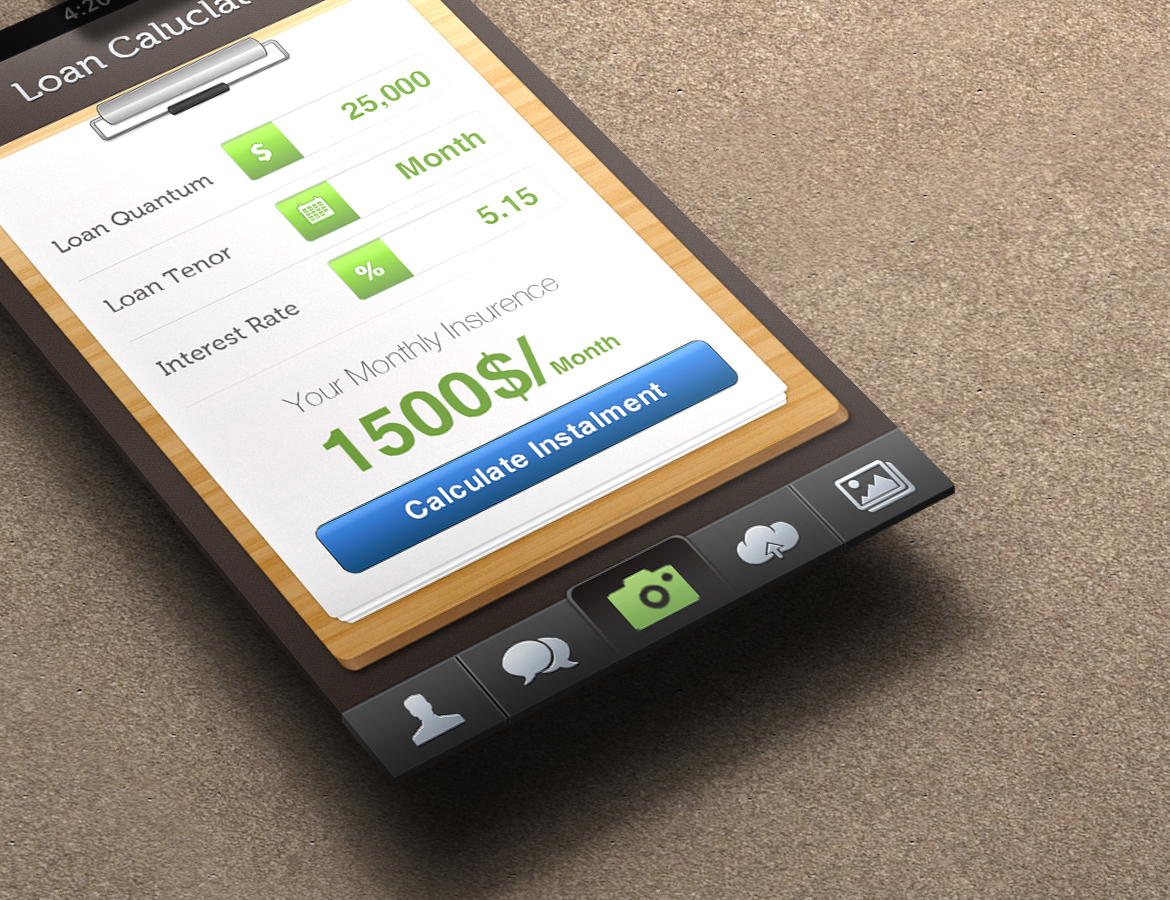 4:20
Loan Caluclat
$ 25,000
Loan Quantum
Month
Loan Tenor
% 5.15
Interest Rate
Your Monthly Insurence
1500$/ Month
Calculate Instalment